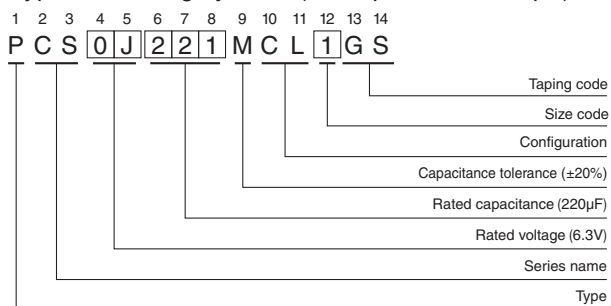 1 2 3 4 5 6 7 8 9 10 11 12 13 14
P C S 0 J 2 2 1 M C L 1 G S
Taping code
Size code
Configuration
Capacitance tolerance (±20%)
Rated capacitance (220µF)
Rated voltage (6.3V)
Series name
Type